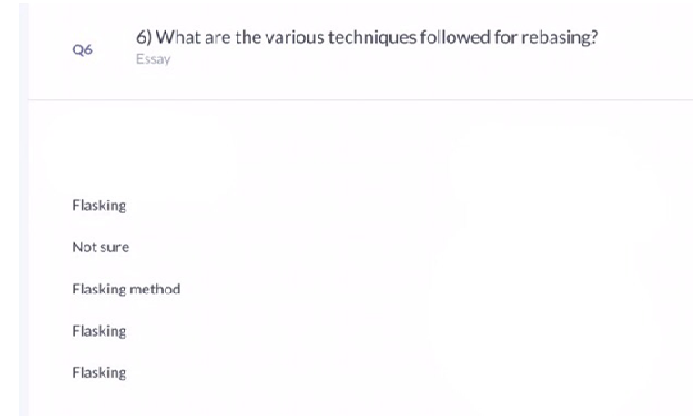 Q6
6) What are the various techniques followed for rebasing?
Essay
Flasking
Not sure
Flasking method
Flasking
Flasking